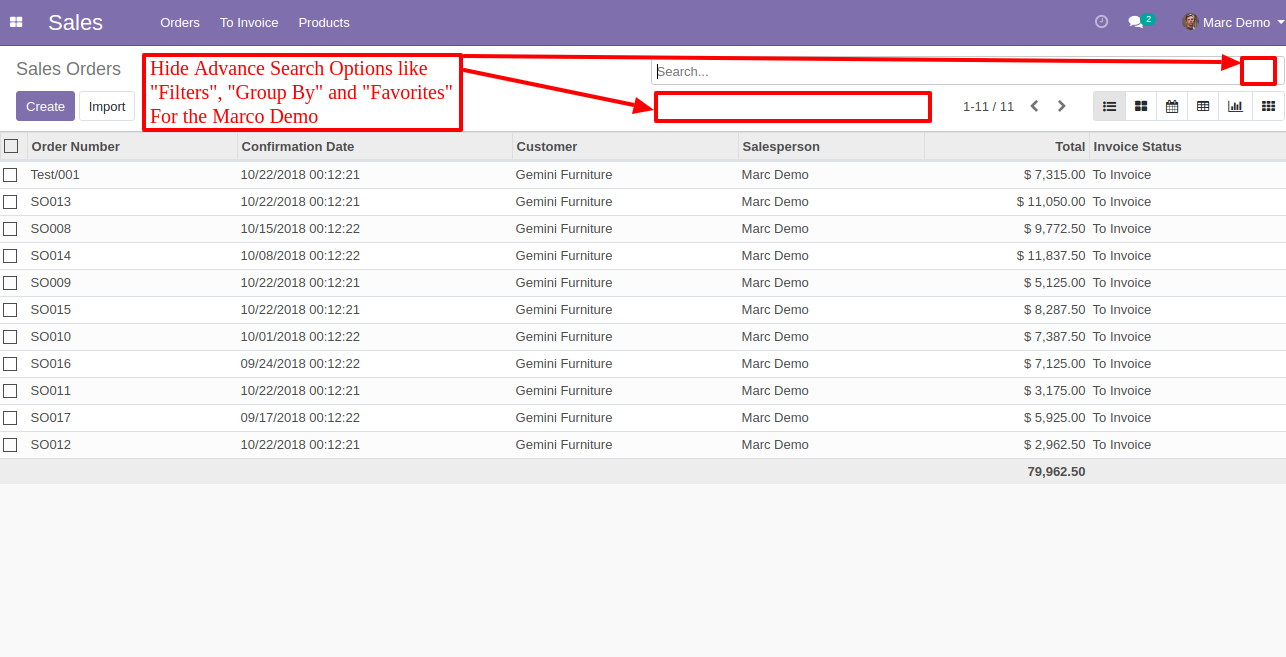 Sales Orders To Invoice Products 2 Marc Demo
Sales Orders
Hide Advance Search Options like
"Filters", "Group By" and "Favorites"
For the Marco Demo
Search...
Create Import
1-11 / 11
Order Number Confirmation Date Customer Salesperson Total Invoice Status
Test/001 10/22/2018 00:12:21 Gemini Furniture Marc Demo $ 7,315.00 To Invoice
SO013 10/22/2018 00:12:21 Gemini Furniture Marc Demo $ 11,050.00 To Invoice
SO008 10/15/2018 00:12:22 Gemini Furniture Marc Demo $ 9,772.50 To Invoice
SO014 10/08/2018 00:12:22 Gemini Furniture Marc Demo $ 11,837.50 To Invoice
SO009 10/22/2018 00:12:21 Gemini Furniture Marc Demo $ 5,125.00 To Invoice
SO015 10/22/2018 00:12:21 Gemini Furniture Marc Demo $ 8,287.50 To Invoice
SO010 10/01/2018 00:12:22 Gemini Furniture Marc Demo $ 7,387.50 To Invoice
SO016 09/24/2018 00:12:22 Gemini Furniture Marc Demo $ 7,125.00 To Invoice
SO011 10/22/2018 00:12:21 Gemini Furniture Marc Demo $ 3,175.00 To Invoice
SO017 09/17/2018 00:12:22 Gemini Furniture Marc Demo $ 5,925.00 To Invoice
SO012 10/22/2018 00:12:21 Gemini Furniture Marc Demo $ 2,962.50 To Invoice
79,962.50